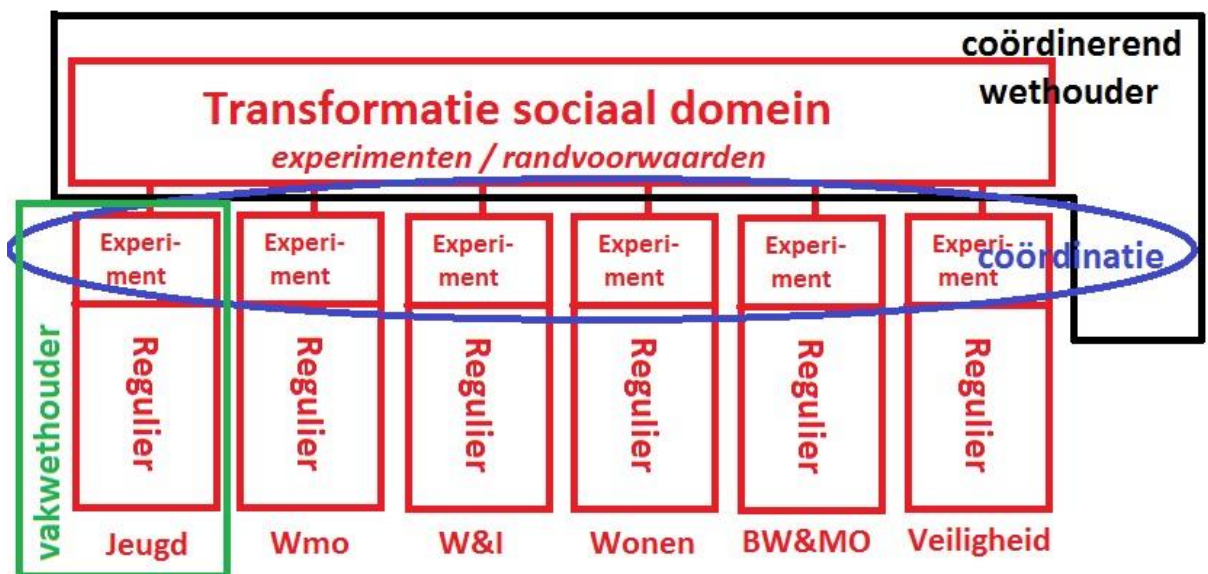 coördinerend
wethouder
Transformatie sociaal domein
experimenten / randvoorwaarden
Experi-
ment
Experi-
ment
Experi-
ment
Experi-
ment
Experi-
ment
Experi-
ment
coördinatie
vakwethouder
Regulier
Regulier
Regulier
Regulier
Regulier
Regulier
Jeugd
Wmo
W&I
Wonen
BW&MO
Veiligheid